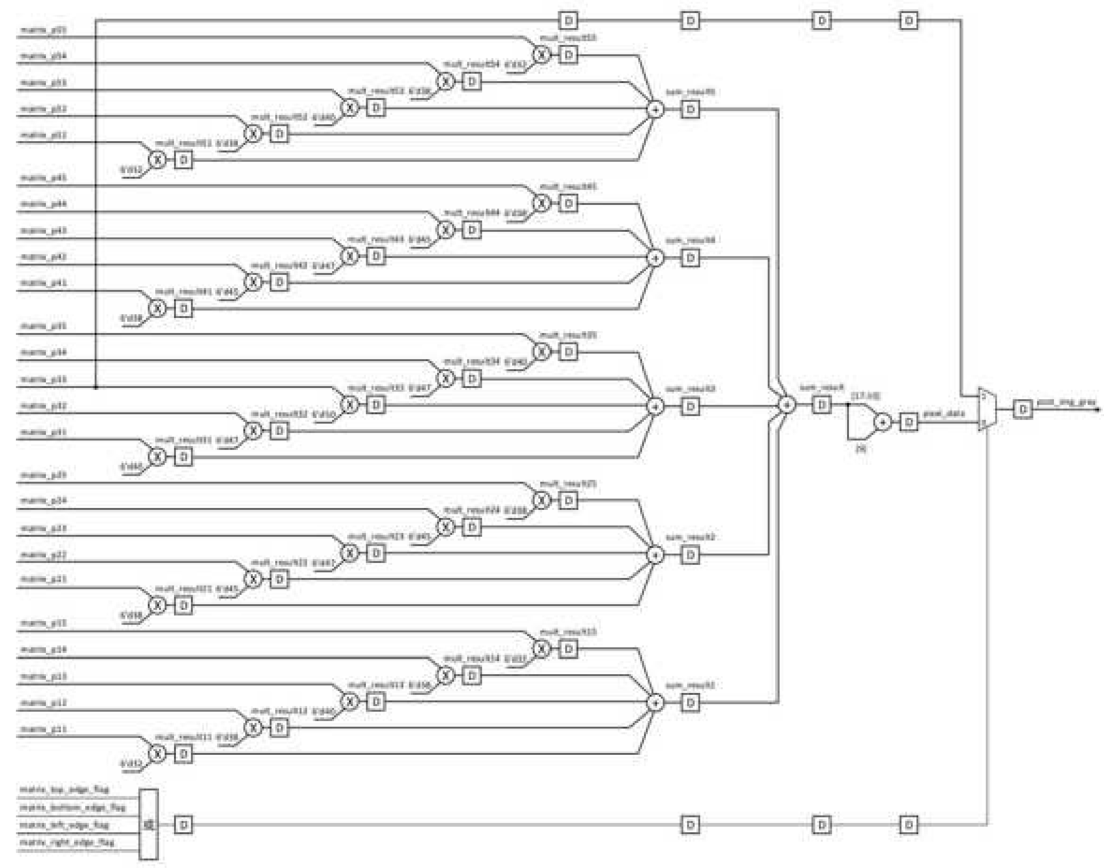 matrix_p55
matrix_p54
matrix_p53
matrix_p52
matrix_p51
mult_result55
mult_result54 6'd32
mult_result53 6'd38
mult_result52 6'd40
mult_result51 6'd38
6'd32
X D
+ D
sum_result5
matrix_p45
matrix_p44
matrix_p43
matrix_p42
matrix_p41
mult_result45
mult_result44 6'd38
mult_result43 6'd45
mult_result42 6'd47
mult_result41 6'd45
6'd38
sum_result4
matrix_p35
matrix_p34
matrix_p33
matrix_p32
matrix_p31
mult_result35
mult_result34 6'd40
mult_result33 6'd47
mult_result32 6'd50
mult_result31 6'd47
6'd40
sum_result3
sum_result
[17:10]
[9]
pixel_data
post_img_gray
matrix_p25
matrix_p24
matrix_p23
matrix_p22
matrix_p21
mult_result25
mult_result24 6'd38
mult_result23 6'd45
mult_result22 6'd47
mult_result21 6'd45
6'd38
sum_result2
matrix_p15
matrix_p14
matrix_p13
matrix_p12
matrix_p11
mult_result15
mult_result14 6'd32
mult_result13 6'd38
mult_result12 6'd40
mult_result11 6'd38
6'd32
sum_result1
matrix_top_edge_flag
matrix_bottom_edge_flag
matrix_left_edge_flag
matrix_right_edge_flag
或
D D D D